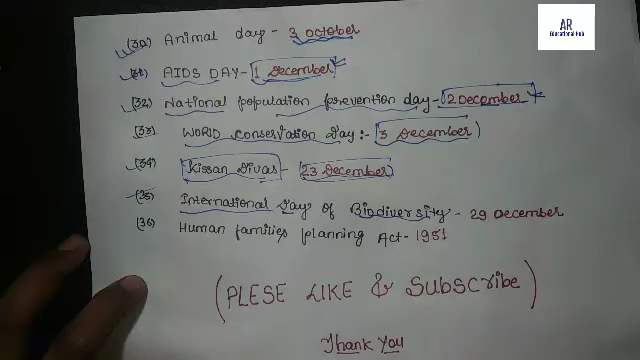 AR
Educational Hub
(30) Animal day - 3 october
(31) AIDS DAY - 1 December
(32) National population prevention day - 2 December
(33) WORLD Conservation Day :- 3 December
(34) Kissan Divas - 23 December
(35) International Day of Biodiversity - 29 December
(36) Human families planning Act - 1951
(PLESE LIKE & SUBSCribe)
Thank You